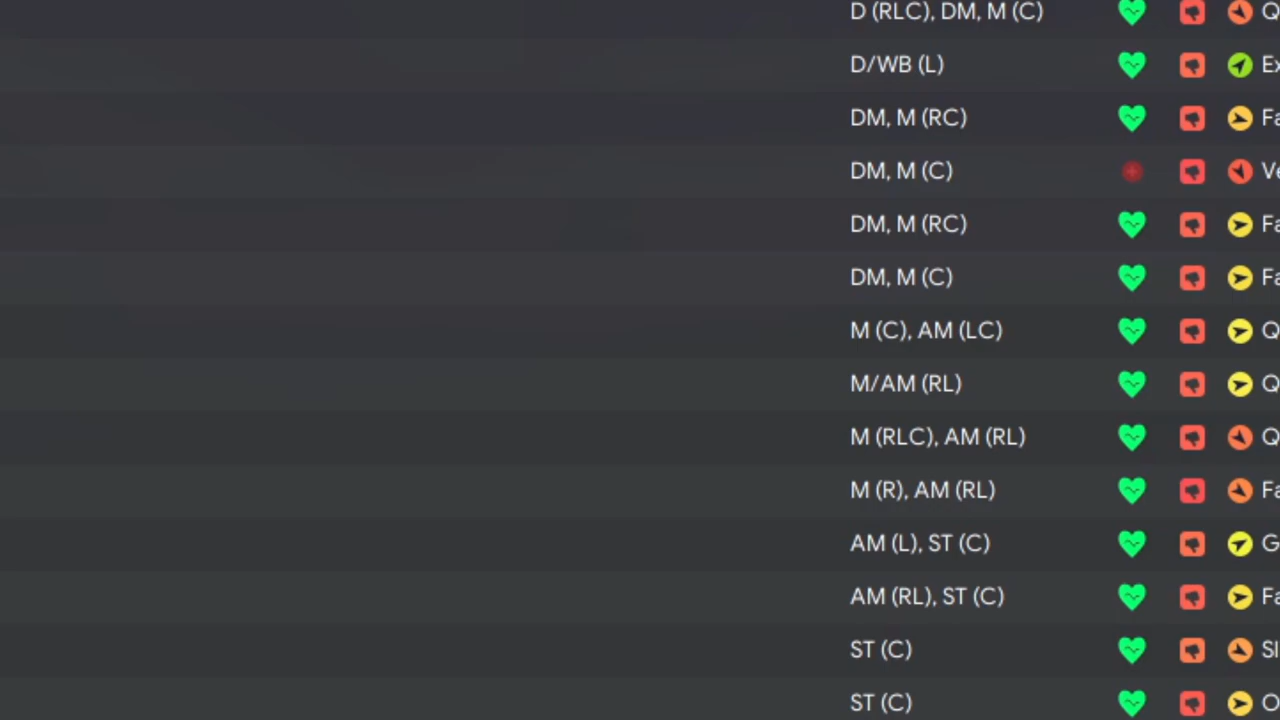 D (RLC), DM, M (C)
D/WB (L)
DM, M (RC)
DM, M (C)
DM, M (RC)
DM, M (C)
M (C), AM (LC)
M/AM (RL)
M (RLC), AM (RL)
M (R), AM (RL)
AM (L), ST (C)
AM (RL), ST (C)
ST (C)
ST (C)